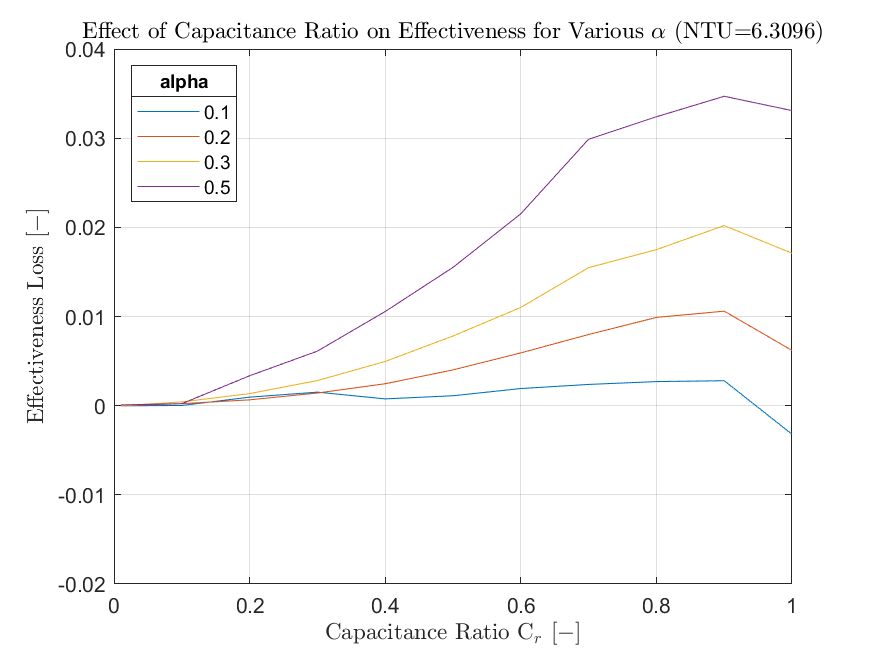 Effect of Capacitance Ratio on Effectiveness for Various α (NTU=6.3096)
0.04
0.03
0.02
0.01
0
-0.01
-0.02
Effectiveness Loss [−]
alpha
0.1
0.2
0.3
0.5
0 0.2 0.4 0.6 0.8 1
Capacitance Ratio Cr [−]